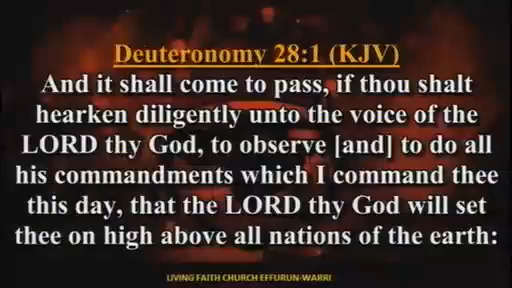 Deuteronomy 28:1 (KJV)
And it shall come to pass, if thou shalt
hearken diligently unto the voice of the
LORD thy God, to observe [and] to do all
his commandments which I command thee
this day, that the LORD thy God will set
thee on high above all nations of the earth:
LIVING FAITH CHURCH EFFURUN-WARRI